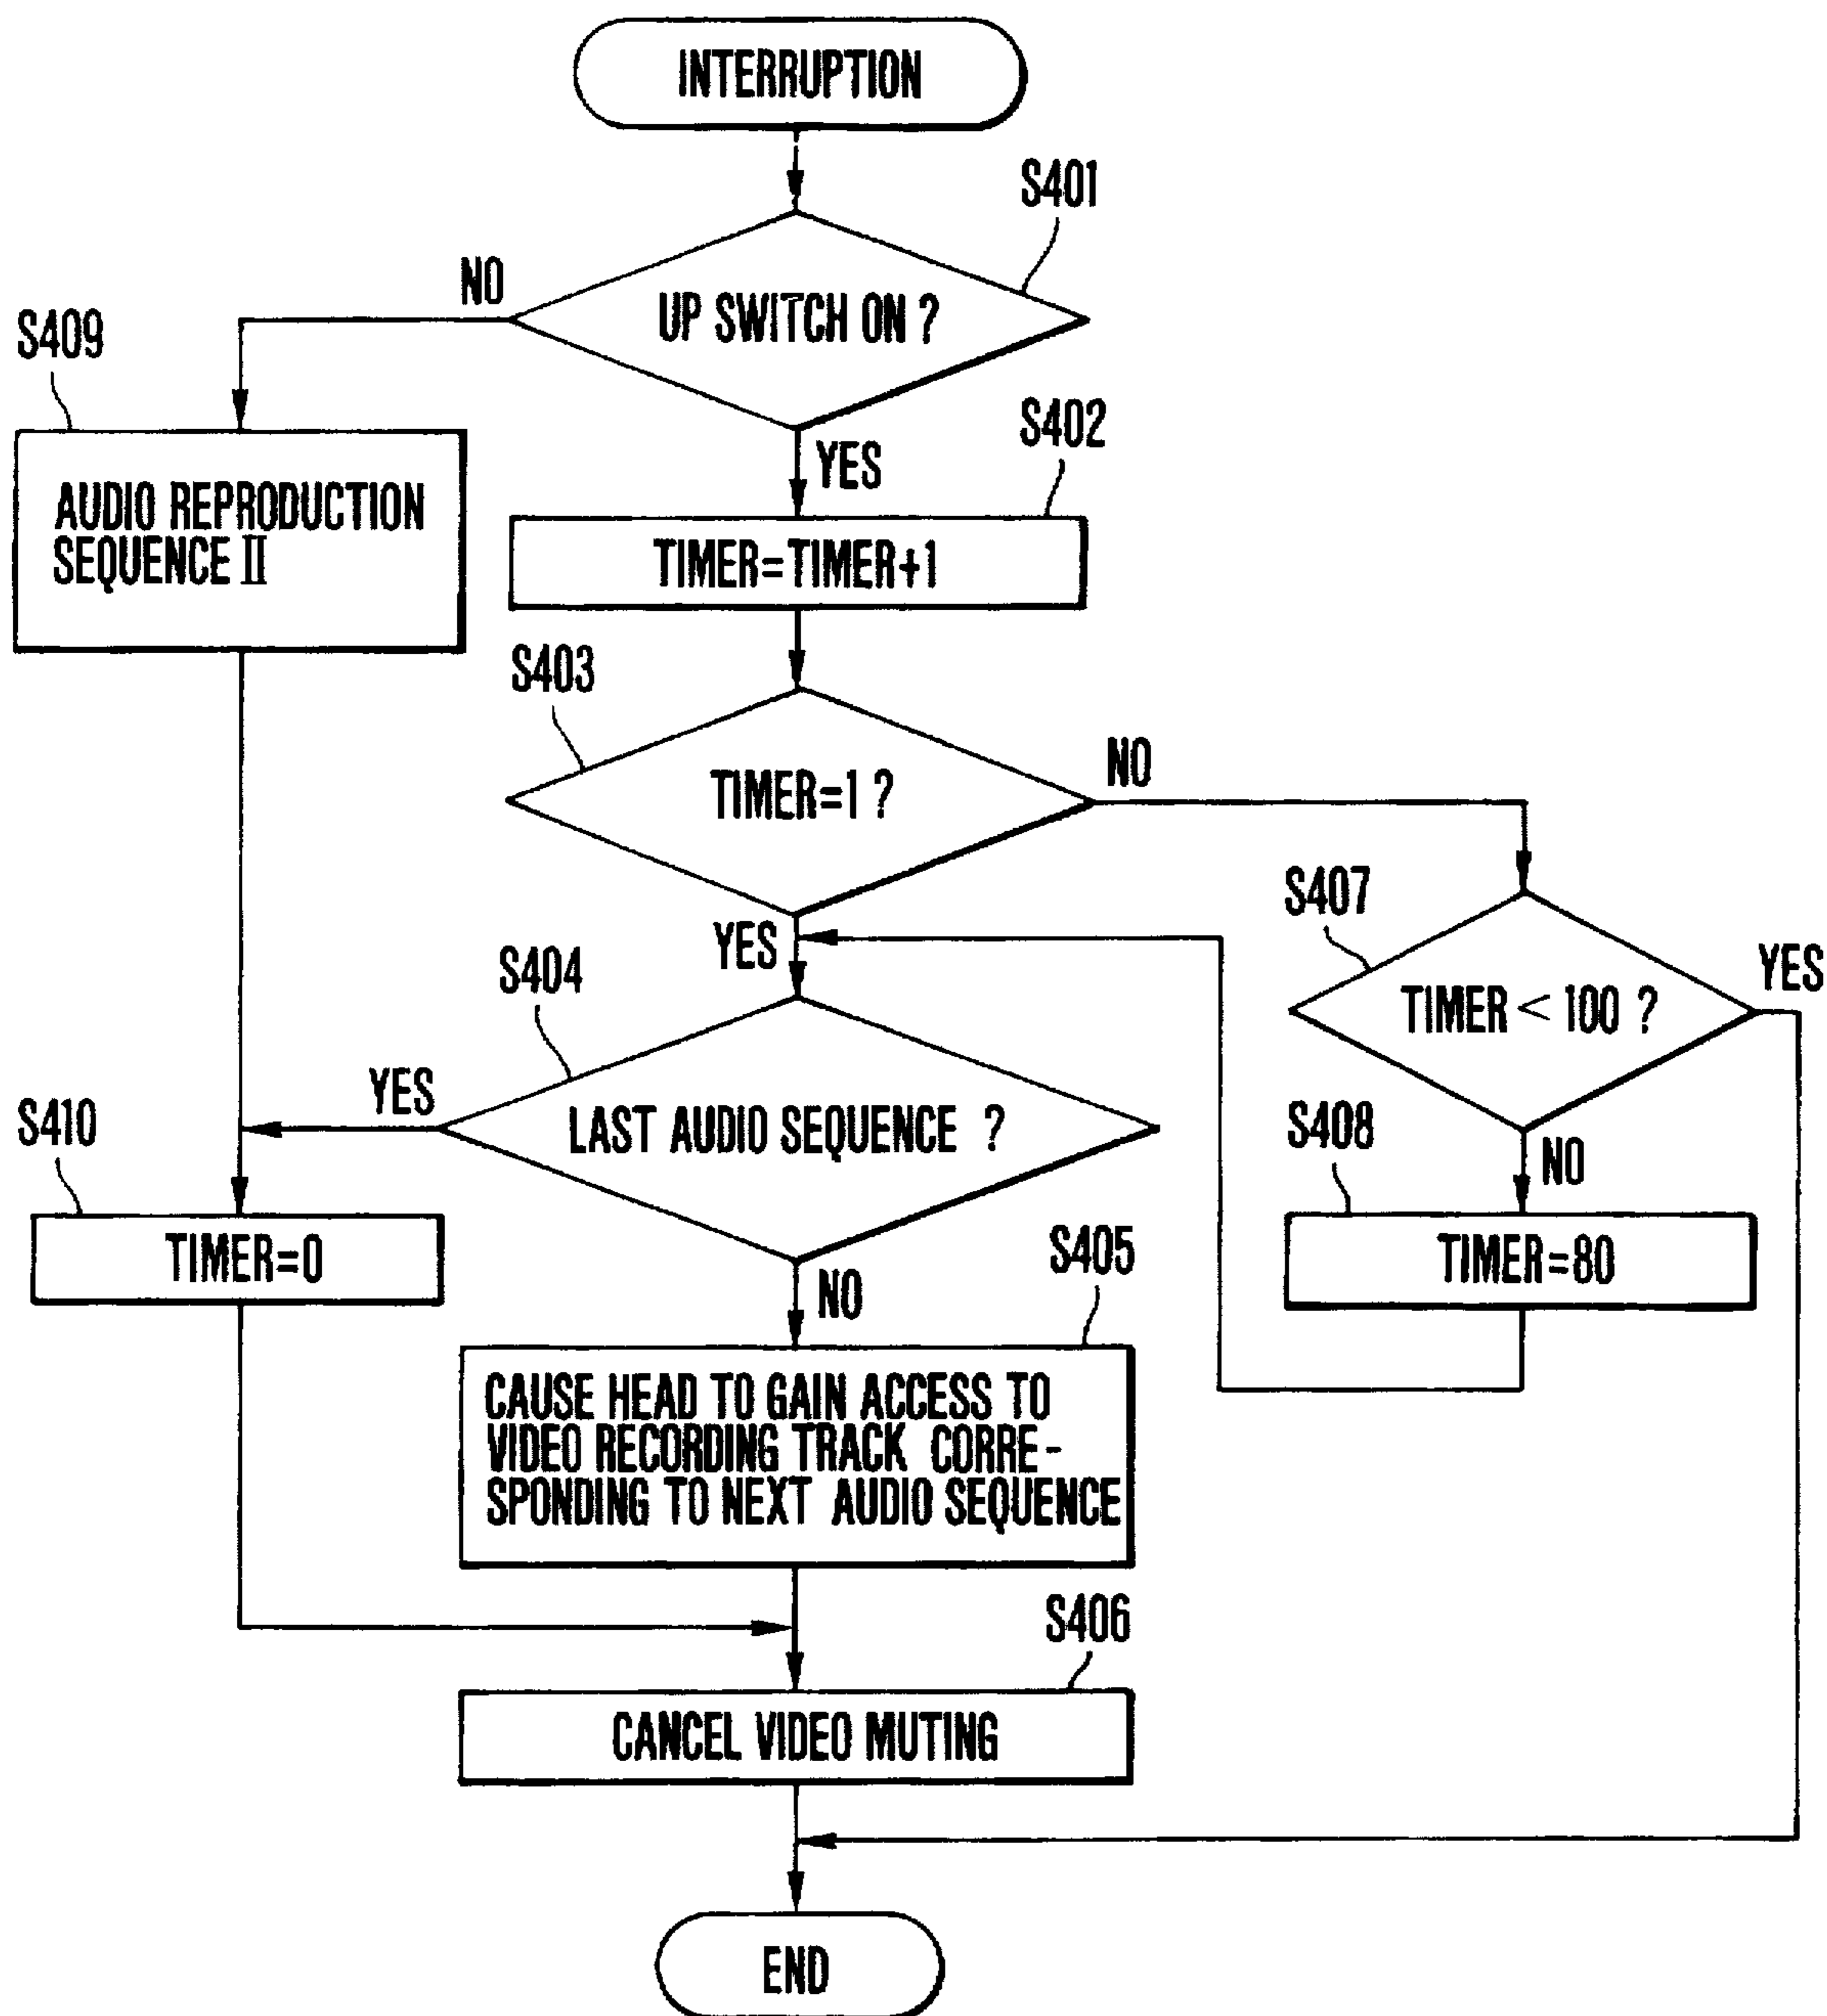 INTERRUPTION
S401
UP SWITCH ON ?
NO
YES
S409
AUDIO REPRODUCTION
SEQUENCE II
S402
TIMER=TIMER+1
S403
TIMER=1 ?
NO
YES
S407
TIMER < 100 ?
YES
NO
S404
LAST AUDIO SEQUENCE ?
YES
NO
S408
TIMER=80
S410
TIMER=0
S405
CAUSE HEAD TO GAIN ACCESS TO
VIDEO RECORDING TRACK CORRE-
SPONDING TO NEXT AUDIO SEQUENCE
S406
CANCEL VIDEO MUTING
END